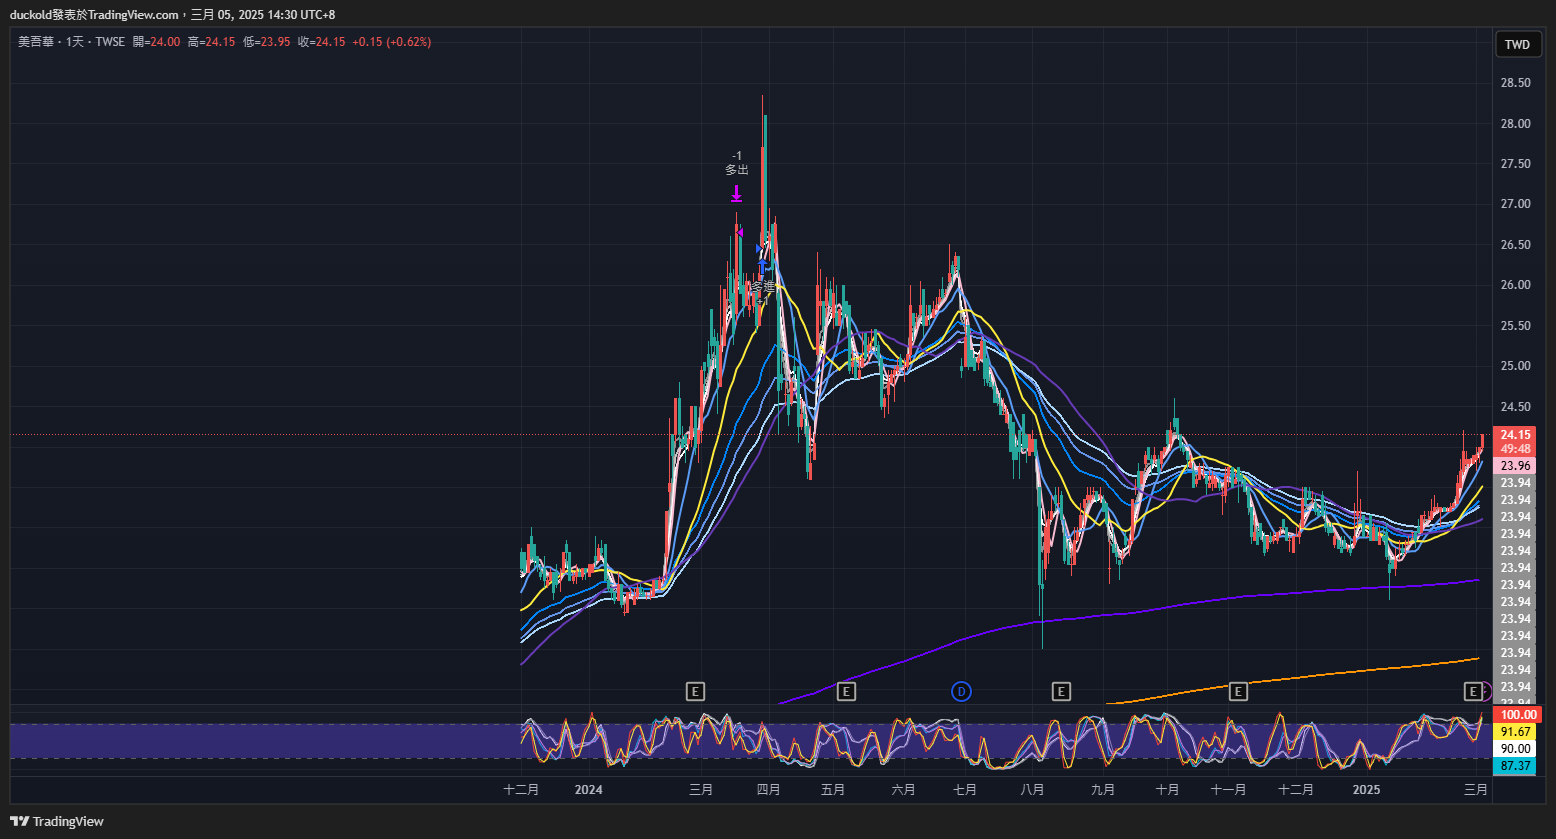 duckold發表於TradingView.com，三月 05, 2025 14:30 UTC+8
美吾華・1天・TWSE 開=24.00 高=24.15 低=23.95 收=24.15 +0.15 (+0.62%)
TWD
28.50
28.00
27.50
27.00
26.50
26.00
25.50
25.00
24.50
24.15
49:48
23.96
23.94
23.94
23.94
23.94
23.94
23.94
23.94
23.94
23.94
23.94
23.94
23.94
23.94
23.94
-1
多出
多進
+1
E
E
D
E
E
E
100.00
91.67
90.00
87.37
十二月 2024 三月 四月 五月 六月 七月 八月 九月 十月 十一月 十二月 2025 三月
TradingView